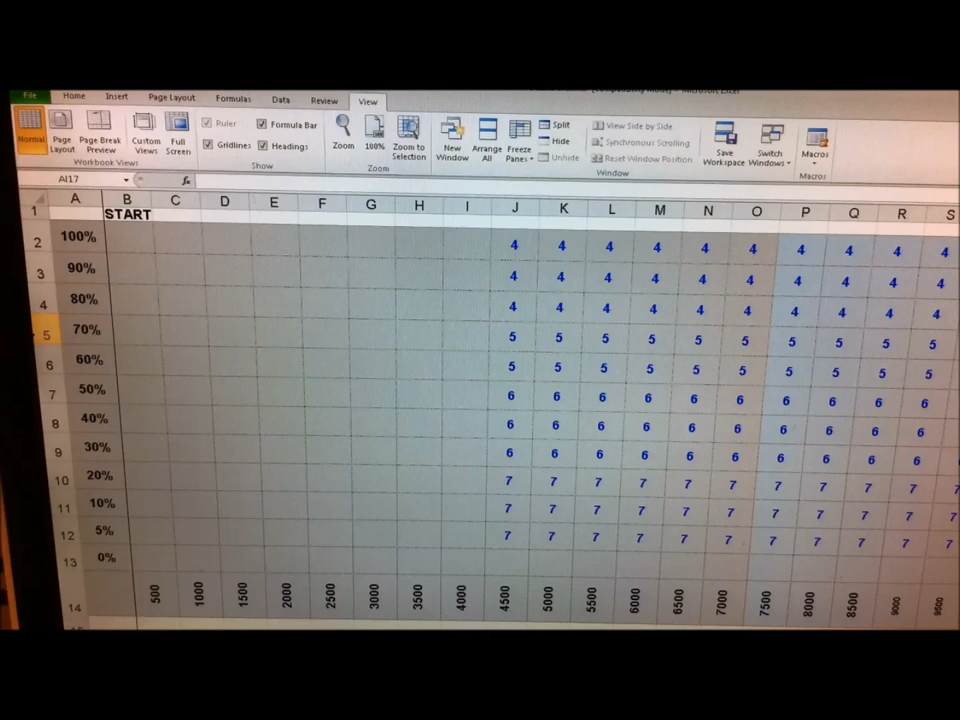 (Compatibility Mode) - Microsoft Excel
File Home Insert Page Layout Formulas Data Review View
Normal Page Layout Page Break Preview Custom Views Full Screen
Workbook Views
Ruler Formula Bar
Gridlines Headings
Show
Zoom 100% Zoom to Selection
Zoom
New Window Arrange All Freeze Panes
Split
Hide
Unhide
View Side by Side
Synchronous Scrolling
Reset Window Position
Window
Save Workspace Switch Windows
Macros
Macros
AI17 fx
A B C D E F G H I J K L M N O P Q R S
1 START
2 100% 4 4 4 4 4 4 4 4 4 4
3 90% 4 4 4 4 4 4 4 4 4 4
4 80% 4 4 4 4 4 4 4 4 4 4
5 70% 5 5 5 5 5 5 5 5 5 5
6 60% 5 5 5 5 5 5 5 5 5 5
7 50% 6 6 6 6 6 6 6 6 6 6
8 40% 6 6 6 6 6 6 6 6 6 6
9 30% 6 6 6 6 6 6 6 6 6 6
10 20% 7 7 7 7 7 7 7 7 7 7
11 10% 7 7 7 7 7 7 7 7 7 7
12 5% 7 7 7 7 7 7 7 7 7 7
13 0%
14 500 1000 1500 2000 2500 3000 3500 4000 4500 5000 5500 6000 6500 7000 7500 8000 8500 9000 9500